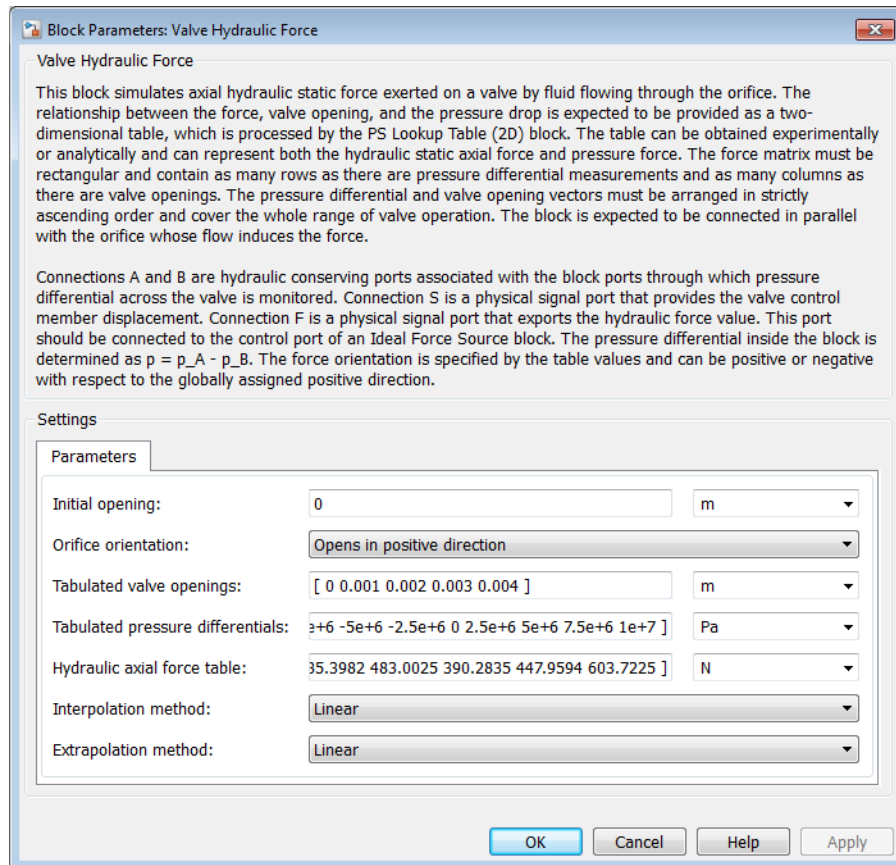 Block Parameters: Valve Hydraulic Force
Valve Hydraulic Force
This block simulates axial hydraulic static force exerted on a valve by fluid flowing through the orifice. The
relationship between the force, valve opening, and the pressure drop is expected to be provided as a two-
dimensional table, which is processed by the PS Lookup Table (2D) block. The table can be obtained experimentally
or analytically and can represent both the hydraulic static axial force and pressure force. The force matrix must be
rectangular and contain as many rows as there are pressure differential measurements and as many columns as
there are valve openings. The pressure differential and valve opening vectors must be arranged in strictly
ascending order and cover the whole range of valve operation. The block is expected to be connected in parallel
with the orifice whose flow induces the force.
Connections A and B are hydraulic conserving ports associated with the block ports through which pressure
differential across the valve is monitored. Connection S is a physical signal port that provides the valve control
member displacement. Connection F is a physical signal port that exports the hydraulic force value. This port
should be connected to the control port of an Ideal Force Source block. The pressure differential inside the block is
determined as p = p_A - p_B. The force orientation is specified by the table values and can be positive or negative
with respect to the globally assigned positive direction.
Settings
Parameters
Initial opening: 0 m
Orifice orientation: Opens in positive direction
Tabulated valve openings: [ 0 0.001 0.002 0.003 0.004 ] m
Tabulated pressure differentials: e+6 -5e+6 -2.5e+6 0 2.5e+6 5e+6 7.5e+6 1e+7 ] Pa
Hydraulic axial force table: 35.3982 483.0025 390.2835 447.9594 603.7225 ] N
Interpolation method: Linear
Extrapolation method: Linear
OK Cancel Help Apply